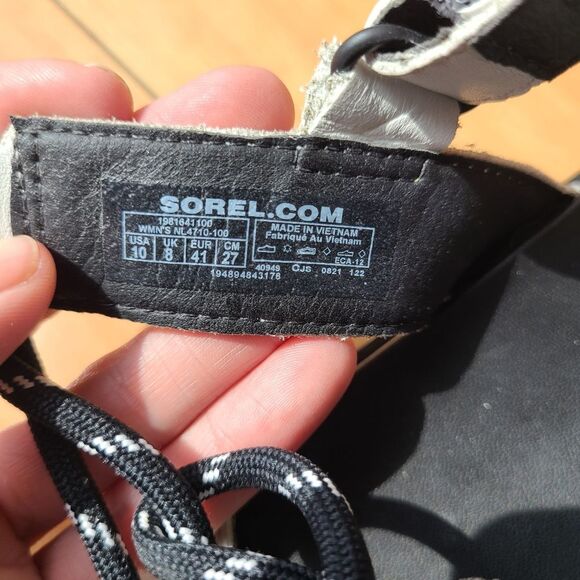 SOREL.COM
1981641100
WMN'S NL4710-100
USA UK EUR CM
10 8 41 27
MADE IN VIETNAM
Fabriqué Au Vietnam
ECA-12
40949 CJS 0821 122
194894843178